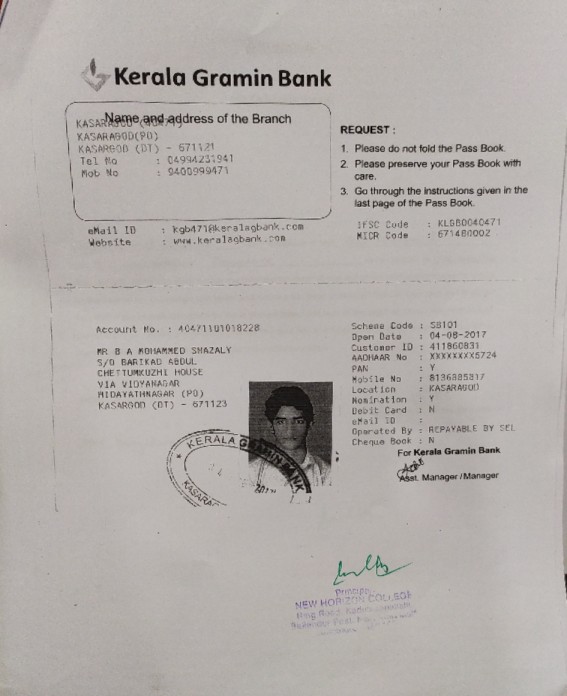 Kerala Gramin Bank
Name and address of the Branch
KASARAGOD
KASARAGOD(PO)
KASARGOD (DT) - 671121
Tel No : 04994231941
Mob No : 9400999471
eMail ID : kgb471@keralagbank.com
Website : www.keralagbank.com
REQUEST :
1. Please do not fold the Pass Book.
2. Please preserve your Pass Book with
care.
3. Go through the instructions given in the
last page of the Pass Book.
IFSC Code : KLGB0040471
MICR Code : 671480002
Account No. : 40471101018228
MR B A MOHAMMED SHAZALY
S/O BARIKAD ABDUL
CHETTUMKUZHI HOUSE
VIA VIDYANAGAR
MIDAYATHNAGAR (PO)
KASARGOD (DT) - 671123
Scheme Code : SB101
Open Date : 04-08-2017
Customer ID : 411860831
AADHAAR No : XXXXXXXX5724
PAN : Y
Mobile No : 8136885817
Location : KASARAGOD
Nomination : Y
Debit Card : N
eMail ID :
Operated By : REPAYABLE BY SEL
Cheque Book : N
For Kerala Gramin Bank
Asst. Manager/Manager
KERALA GRAMIN BANK
Principal
NEW HORIZON COLLEGE
Ring Road,